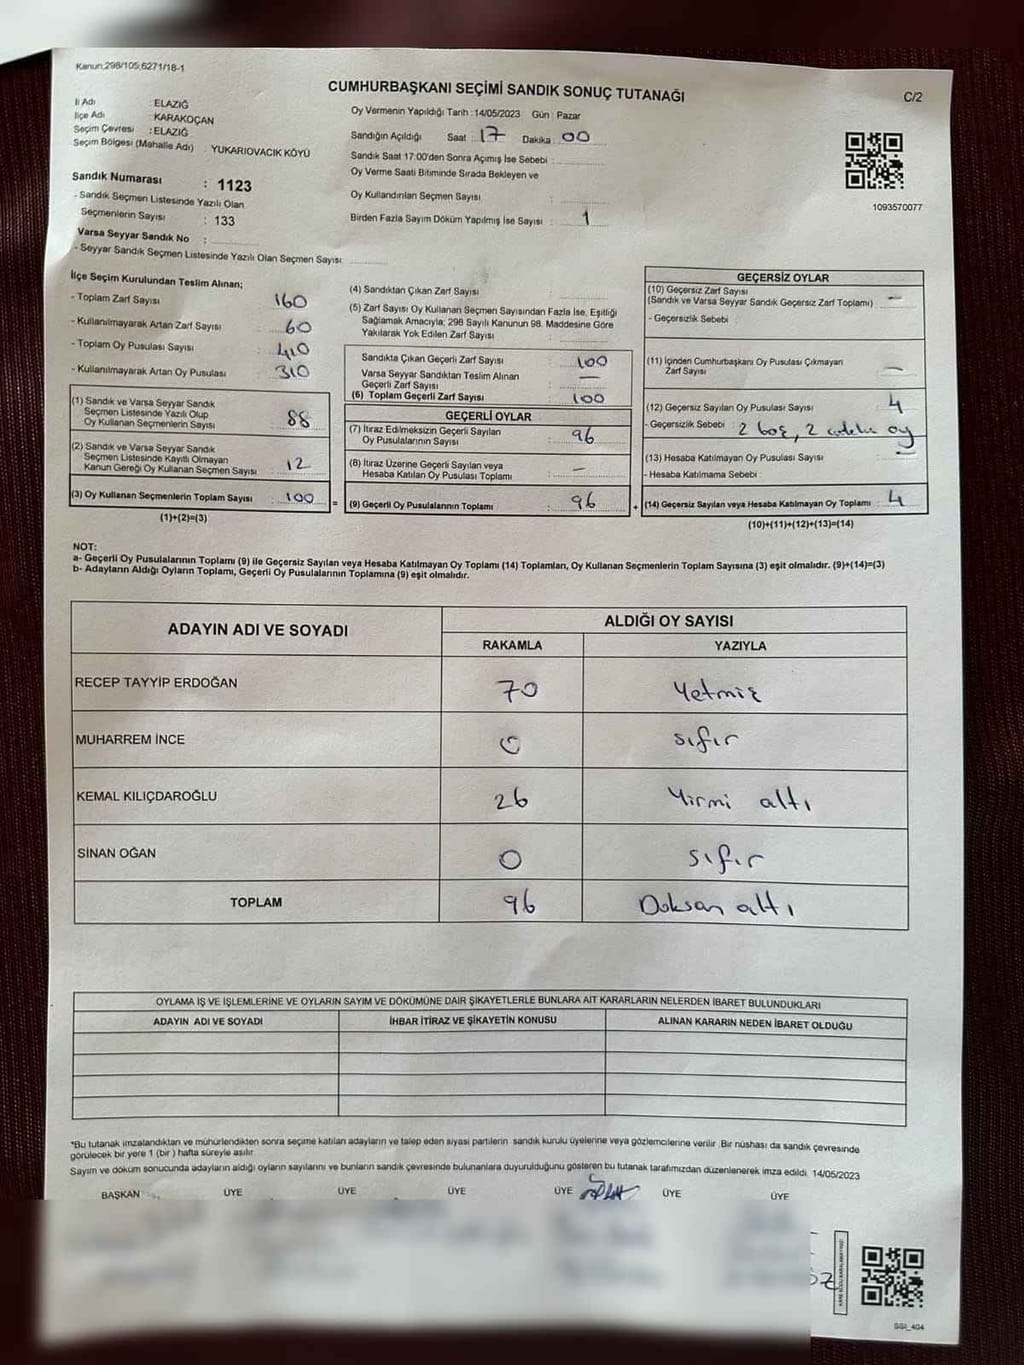 Kanun:298/105;6271/18-1
CUMHURBAŞKANI SEÇİMİ SANDIK SONUÇ TUTANAĞI
C/2
İl Adı : ELAZIĞ
İlçe Adı : KARAKOÇAN
Seçim Çevresi : ELAZIĞ
Seçim Bölgesi (Mahalle Adı) : YUKARIOVACIK KÖYÜ
Sandık Numarası : 1123
- Sandık Seçmen Listesinde Yazılı Olan
Seçmenlerin Sayısı : 133
Varsa Seyyar Sandık No :
- Seyyar Sandık Seçmen Listesinde Yazılı Olan Seçmen Sayısı:
Oy Vermenin Yapıldığı Tarih : 14/05/2023 Gün : Pazar
Sandığın Açıldığı Saat : 17 Dakika : 00
Sandık Saat 17:00'den Sonra Açımış İse Sebebi :
Oy Verme Saati Bitiminde Sırada Bekleyen ve
Oy Kullandırılan Seçmen Sayısı :
Birden Fazla Sayım Döküm Yapılmış İse Sayısı : 1
1093570077
İlçe Seçim Kurulundan Teslim Alınan;
- Toplam Zarf Sayısı : 160
- Kullanılmayarak Artan Zarf Sayısı : 60
- Toplam Oy Pusulası Sayısı : 410
- Kullanılmayarak Artan Oy Pusulası : 310
(1) Sandık ve Varsa Seyyar Sandık
Seçmen Listesinde Yazılı Olup
Oy Kullanan Seçmenlerin Sayısı : 88
(2) Sandık ve Varsa Seyyar Sandık
Seçmen Listesinde Kayıtlı Olmayan
Kanun Gereği Oy Kullanan Seçmen Sayısı : 12
(3) Oy Kullanan Seçmenlerin Toplam Sayısı : 100
(1)+(2)=(3)
(4) Sandıktan Çıkan Zarf Sayısı :
(5) Zarf Sayısı Oy Kullanan Seçmen Sayısından Fazla İse, Eşitliği
Sağlamak Amacıyla; 298 Sayılı Kanunun 98. Maddesine Göre
Yakılarak Yok Edilen Zarf Sayısı :
Sandıkta Çıkan Geçerli Zarf Sayısı : 100
Varsa Seyyar Sandıktan Teslim Alınan
Geçerli Zarf Sayısı : —
(6) Toplam Geçerli Zarf Sayısı : 100
GEÇERLİ OYLAR
(7) İtiraz Edilmeksizin Geçerli Sayılan
Oy Pusulalarının Sayısı : 96
(8) İtiraz Üzerine Geçerli Sayılan veya
Hesaba Katılan Oy Pusulası Toplamı : —
= (9) Geçerli Oy Pusulalarının Toplamı : 96
GEÇERSİZ OYLAR
(10) Geçersiz Zarf Sayısı
(Sandık ve Varsa Seyyar Sandık Geçersiz Zarf Toplamı) : —
- Geçersizlik Sebebi :
(11) İçinden Cumhurbaşkanı Oy Pusulası Çıkmayan
Zarf Sayısı : —
(12) Geçersiz Sayılan Oy Pusulası Sayısı : 4
- Geçersizlik Sebebi : 2 boş, 2 oy
(13) Hesaba Katılmayan Oy Pusulası Sayısı : —
- Hesaba Katılmama Sebebi :
+ (14) Geçersiz Sayılan veya Hesaba Katılmayan Oy Toplamı : 4
(10)+(11)+(12)+(13)=(14)
NOT:
a- Geçerli Oy Pusulalarının Toplamı (9) ile Geçersiz Sayılan veya Hesaba Katılmayan Oy Toplamı (14) Toplamları, Oy Kullanan Seçmenlerin Toplam Sayısına (3) eşit olmalıdır. (9)+(14)=(3)
b- Adayların Aldığı Oyların Toplamı, Geçerli Oy Pusulalarının Toplamına (9) eşit olmalıdır.
ADAYIN ADI VE SOYADI ALDIĞI OY SAYISI
RAKAMLA YAZIYLA
RECEP TAYYİP ERDOĞAN 70 Yetmiş
MUHARREM İNCE 0 sıfır
KEMAL KILIÇDAROĞLU 26 Yirmi altı
SİNAN OĞAN 0 sıfır
TOPLAM 96 Doksan altı
OYLAMA İŞ VE İŞLEMLERİNE VE OYLARIN SAYIM VE DÖKÜMÜNE DAİR ŞİKAYETLERLE BUNLARA AİT KARARLARIN NELERDEN İBARET BULUNDUKLARI
ADAYIN ADI VE SOYADI İHBAR İTİRAZ VE ŞİKAYETİN KONUSU ALINAN KARARIN NEDEN İBARET OLDUĞU
*Bu tutanak imzalandıktan ve mühürlendikten sonra seçime katılan adayların ve talep eden siyasi partilerin sandık kurulu üyelerine veya gözlemcilerine verilir. Bir nüshası da sandık çevresinde
görülecek bir yere 1 (bir) hafta süreyle asılır.
Sayım ve döküm sonucunda adayların aldığı oyların sayılarını ve bunların sandık çevresinde bulunanlara duyurulduğunu gösteren bu tutanak tarafımızdan düzenlenerek imza edildi. 14/05/2023
BAŞKAN ÜYE ÜYE ÜYE ÜYE ÜYE ÜYE
SSI_404